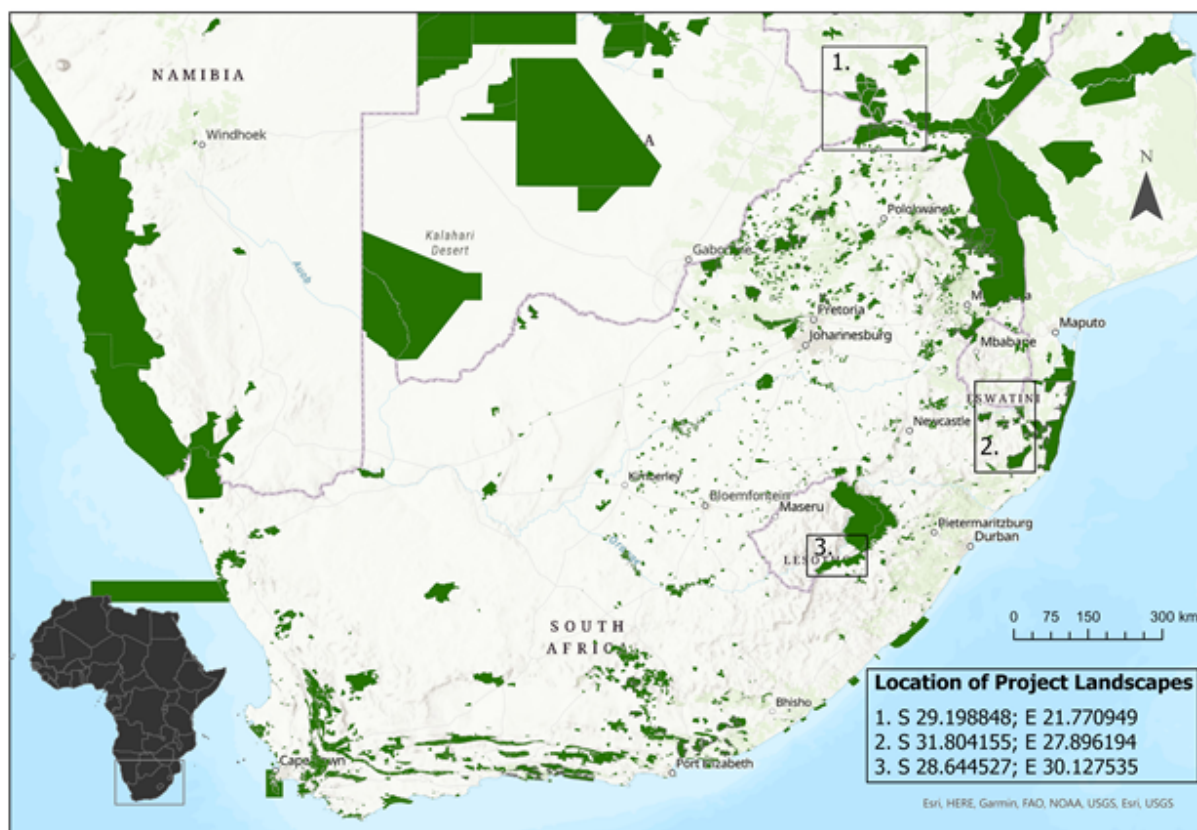 NAMIBIA
1.
Windhoek
N
Polokwane
Kalahari
Desert
Auob
Gaborone
Pretoria
Johannesburg
Mbabane
Maputo
ESWATINI
Newcastle
2.
Kimberley
Bloemfontein
Maseru
Pietermaritzburg
Durban
3.
LESOTHO
0 75 150 300 km
SOUTH
AFRICA
Location of Project Landscapes
1. S 29.198848; E 21.770949
2. S 31.804155; E 27.896194
3. S 28.644527; E 30.127535
Bhisho
Cape Town
Port Elizabeth
Esri, HERE, Garmin, FAO, NOAA, USGS, Esri, USGS